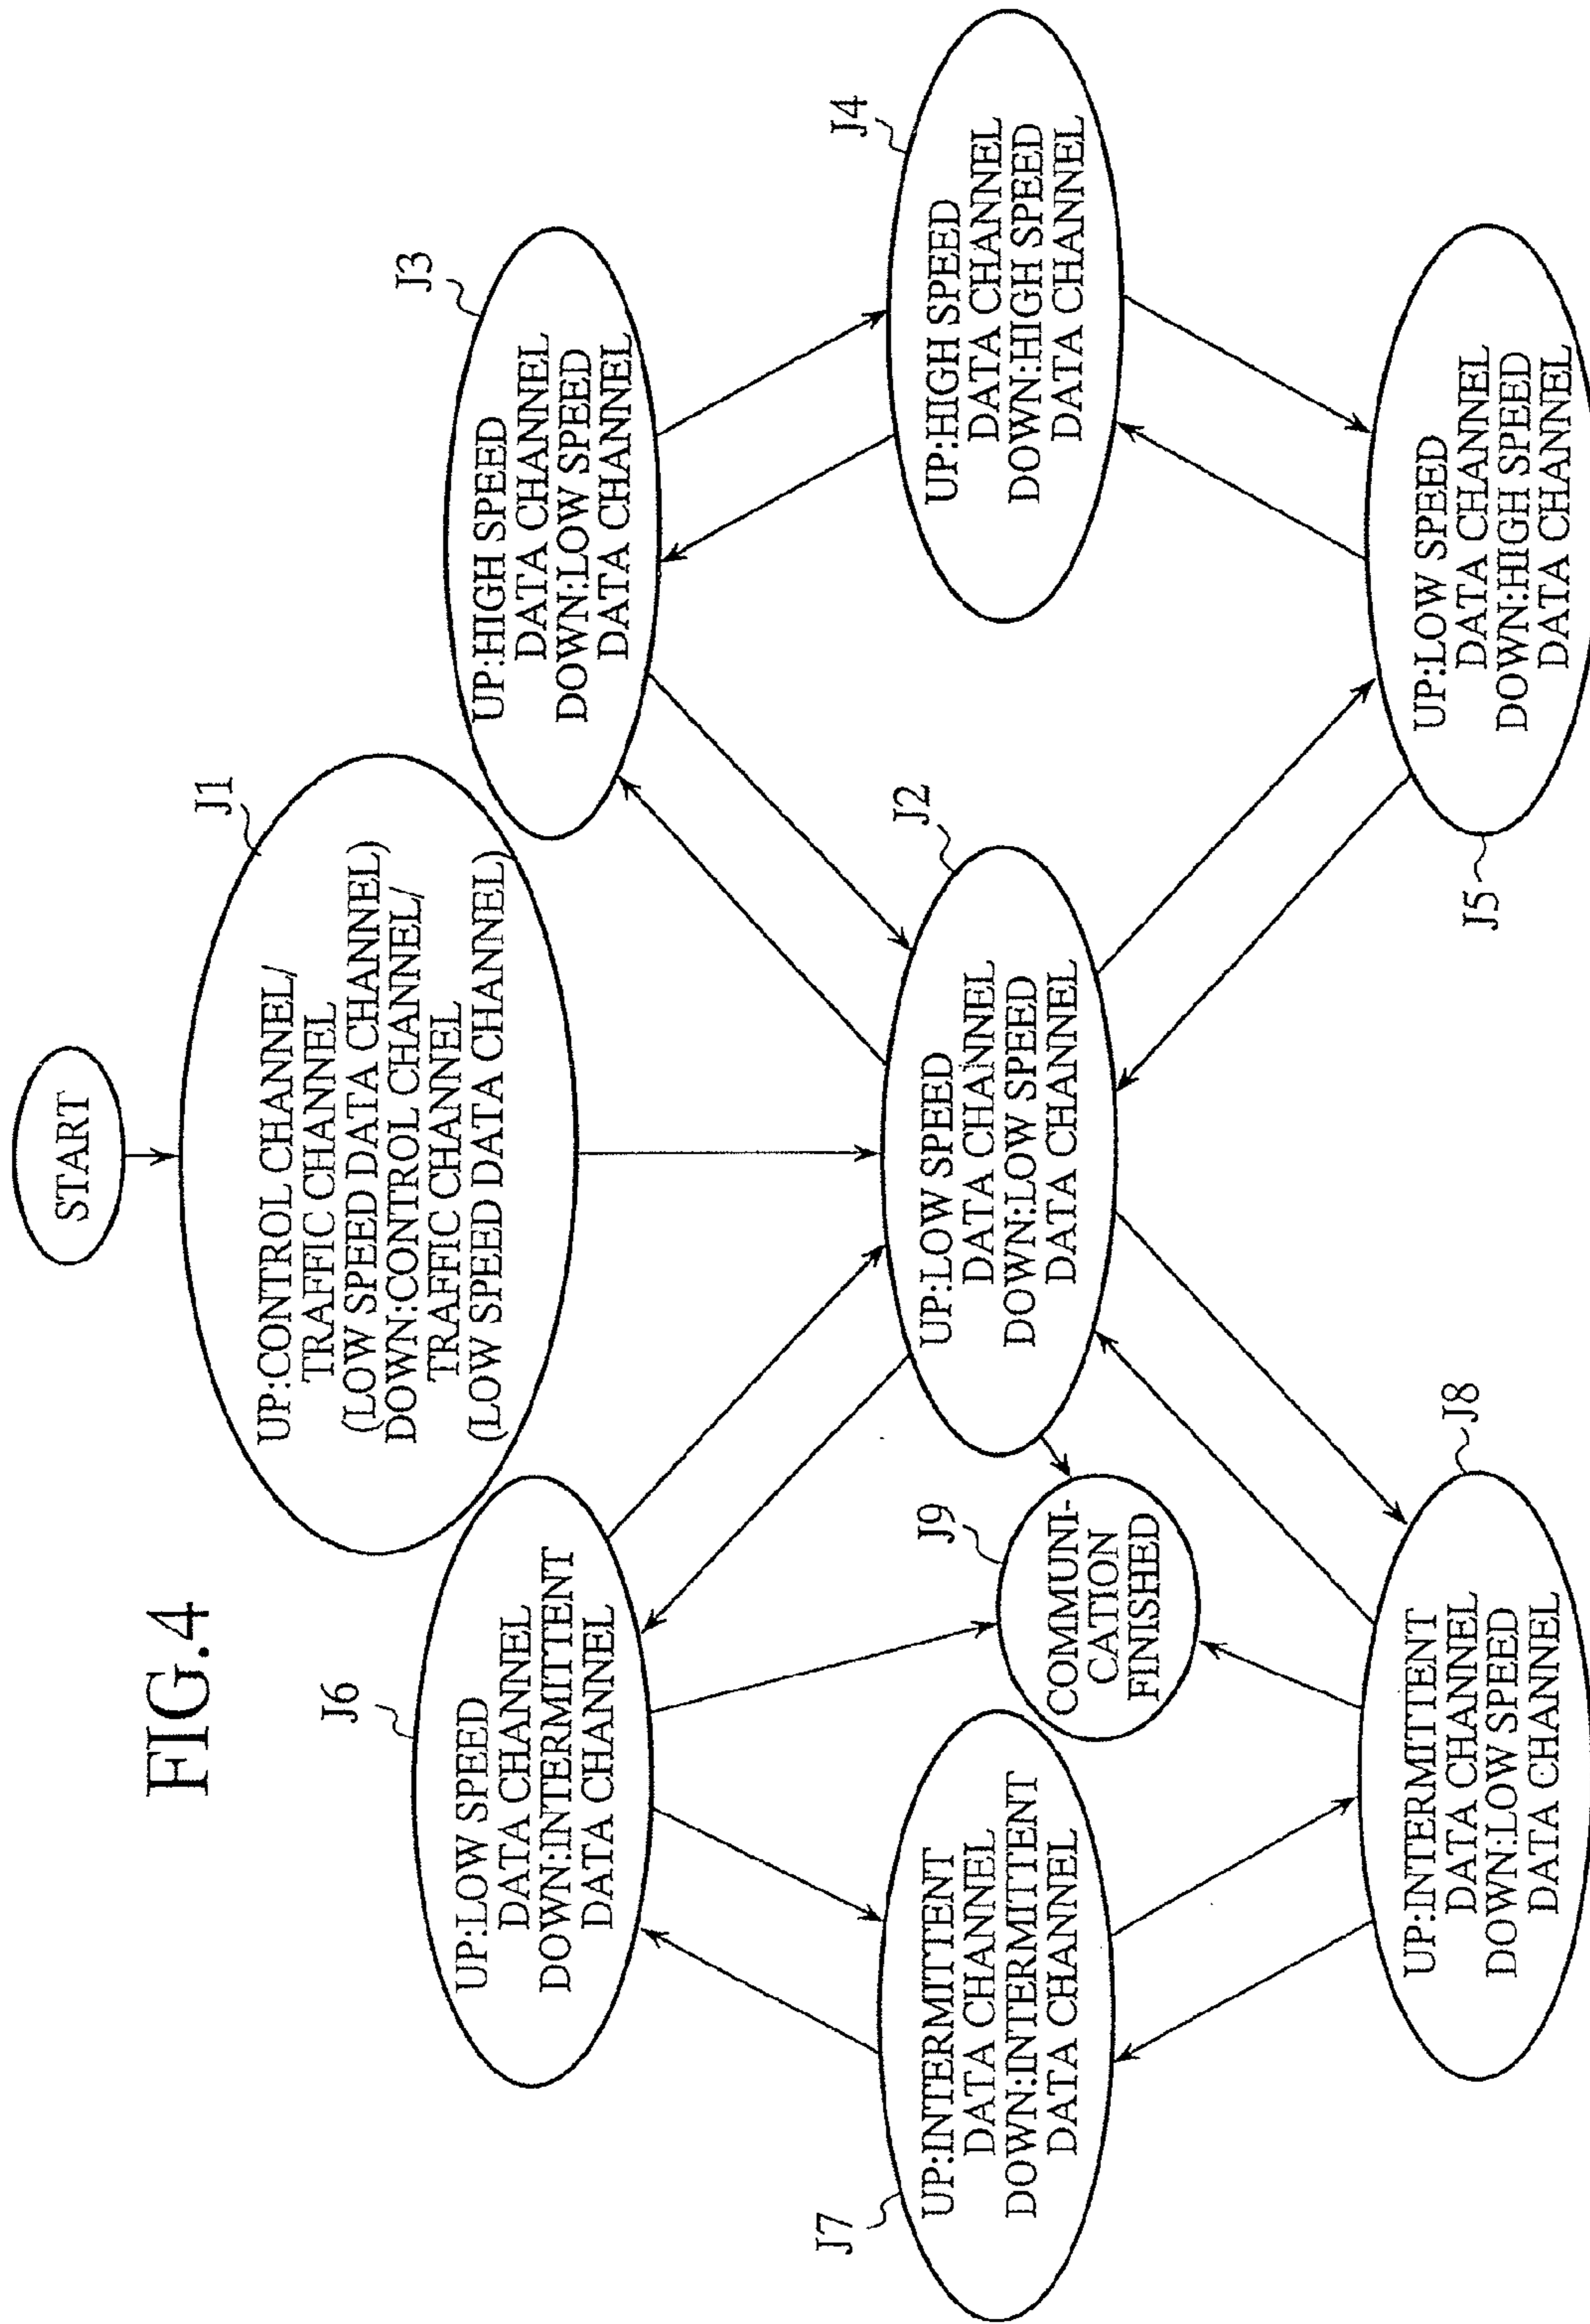 FIG.4
START
J1
UP:CONTROL CHANNEL/
TRAFFIC CHANNEL
(LOW SPEED DATA CHANNEL)
DOWN:CONTROL CHANNEL/
TRAFFIC CHANNEL
(LOW SPEED DATA CHANNEL)
J6
UP:LOW SPEED
DATA CHANNEL
DOWN:INTERMITTENT
DATA CHANNEL
J3
UP:HIGH SPEED
DATA CHANNEL
DOWN:LOW SPEED
DATA CHANNEL
J7
UP:INTERMITTENT
DATA CHANNEL
DOWN:INTERMITTENT
DATA CHANNEL
J9
COMMUNI-
CATION
FINISHED
J2
UP:LOW SPEED
DATA CHANNEL
DOWN:LOW SPEED
DATA CHANNEL
J4
UP:HIGH SPEED
DATA CHANNEL
DOWN:HIGH SPEED
DATA CHANNEL
J8
UP:INTERMITTENT
DATA CHANNEL
DOWN:LOW SPEED
DATA CHANNEL
J5
UP:LOW SPEED
DATA CHANNEL
DOWN:HIGH SPEED
DATA CHANNEL